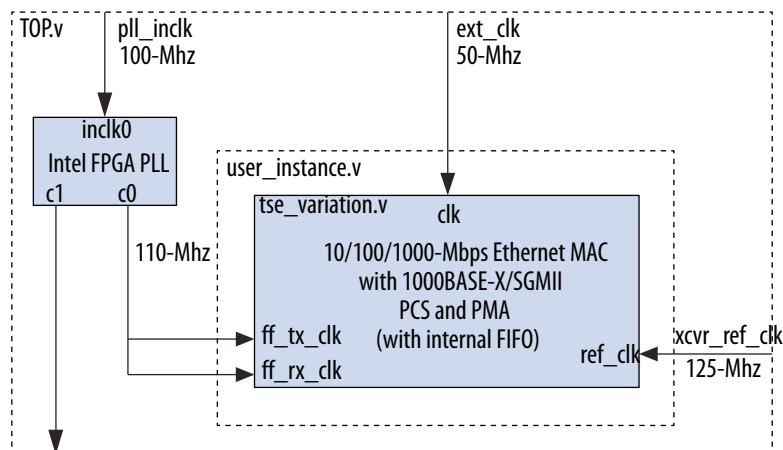 TOP.v
pll_inclk
100-Mhz
ext_clk
50-Mhz
inclk0
Intel FPGA PLL
c1
c0
user_instance.v
tse_variation.v
clk
110-Mhz
10/100/1000-Mbps Ethernet MAC
with 1000BASE-X/SGMII
PCS and PMA
(with internal FIFO)
ff_tx_clk
ff_rx_clk
ref_clk
xcvr_ref_clk
125-Mhz